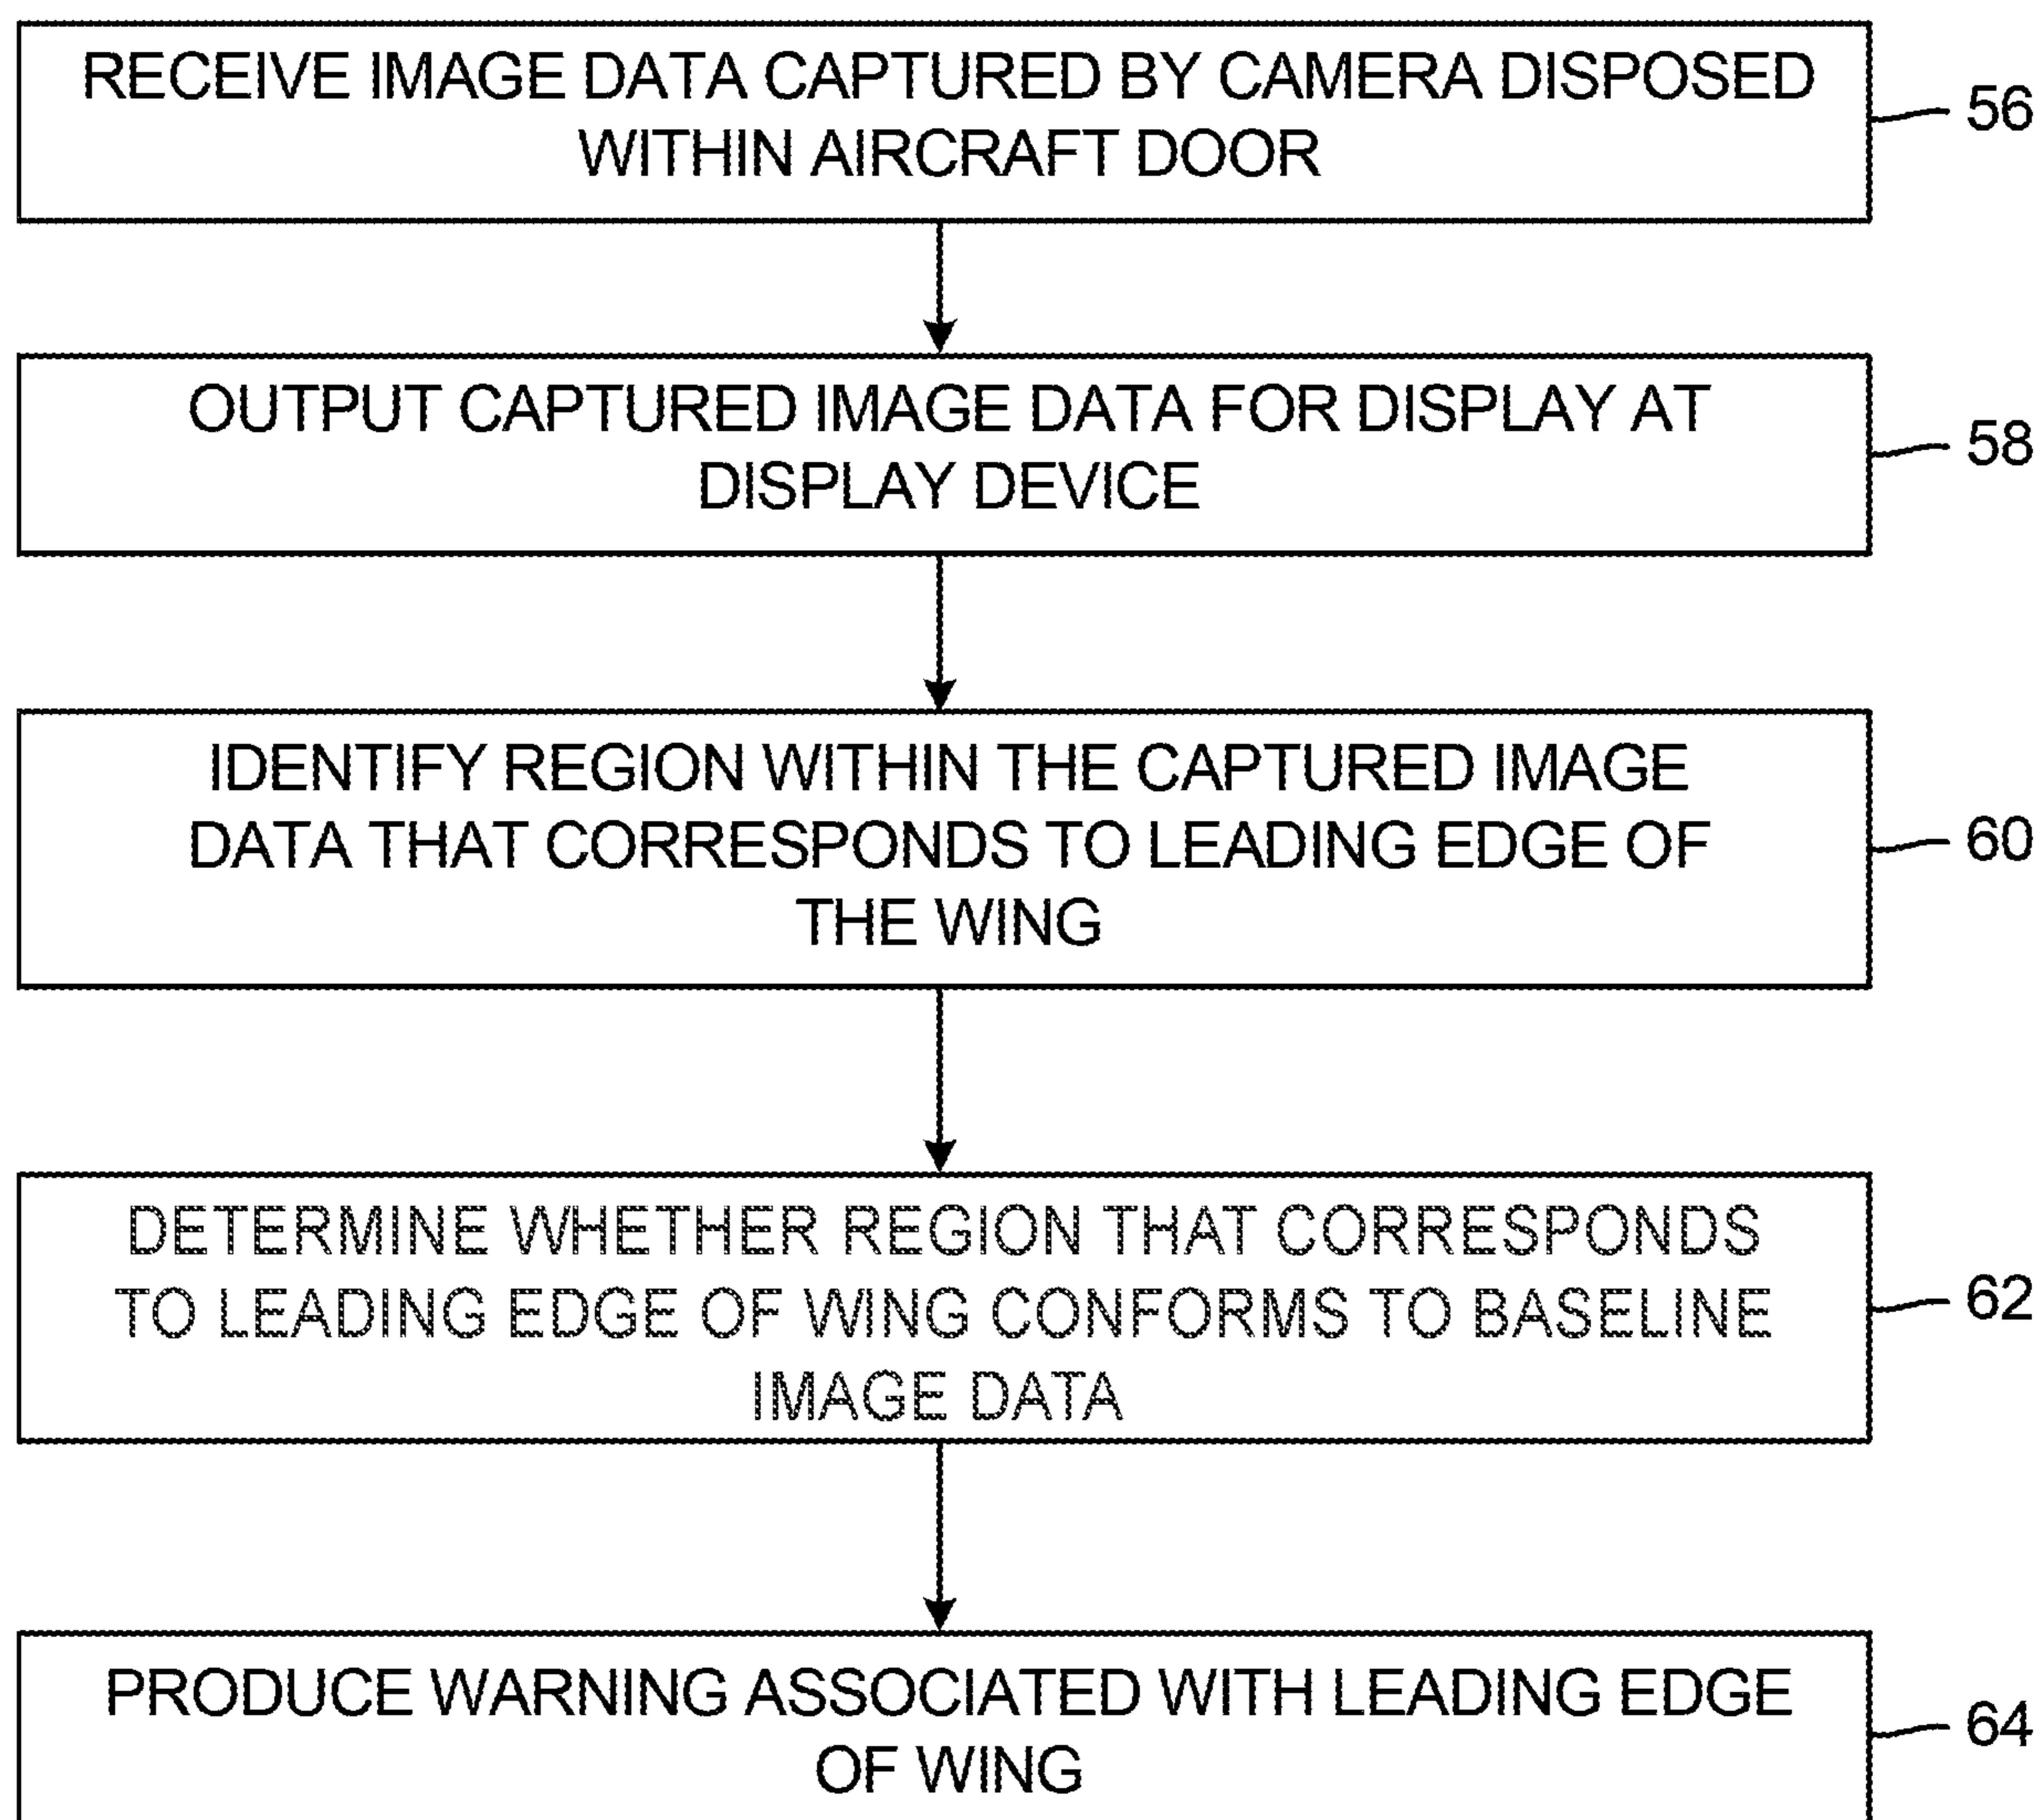 RECEIVE IMAGE DATA CAPTURED BY CAMERA DISPOSED
WITHIN AIRCRAFT DOOR
56
OUTPUT CAPTURED IMAGE DATA FOR DISPLAY AT
DISPLAY DEVICE
58
IDENTIFY REGION WITHIN THE CAPTURED IMAGE
DATA THAT CORRESPONDS TO LEADING EDGE OF
THE WING
60
DETERMINE WHETHER REGION THAT CORRESPONDS
TO LEADING EDGE OF WING CONFORMS TO BASELINE
IMAGE DATA
62
PRODUCE WARNING ASSOCIATED WITH LEADING EDGE
OF WING
64